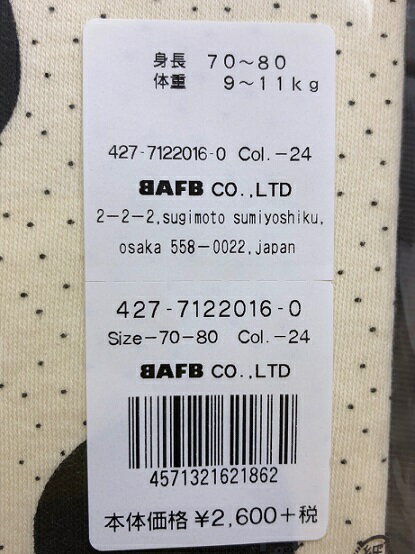 身長 70～80
体重 9～11kg
427-7122016-0 Col.-24
BAFB CO.,LTD
2-2-2,sugimoto sumiyoshiku,
osaka 558-0022,japan
427-7122016-0
Size-70-80 Col.-24
BAFB CO.,LTD
4571321621862
本体価格 ¥2,600+税